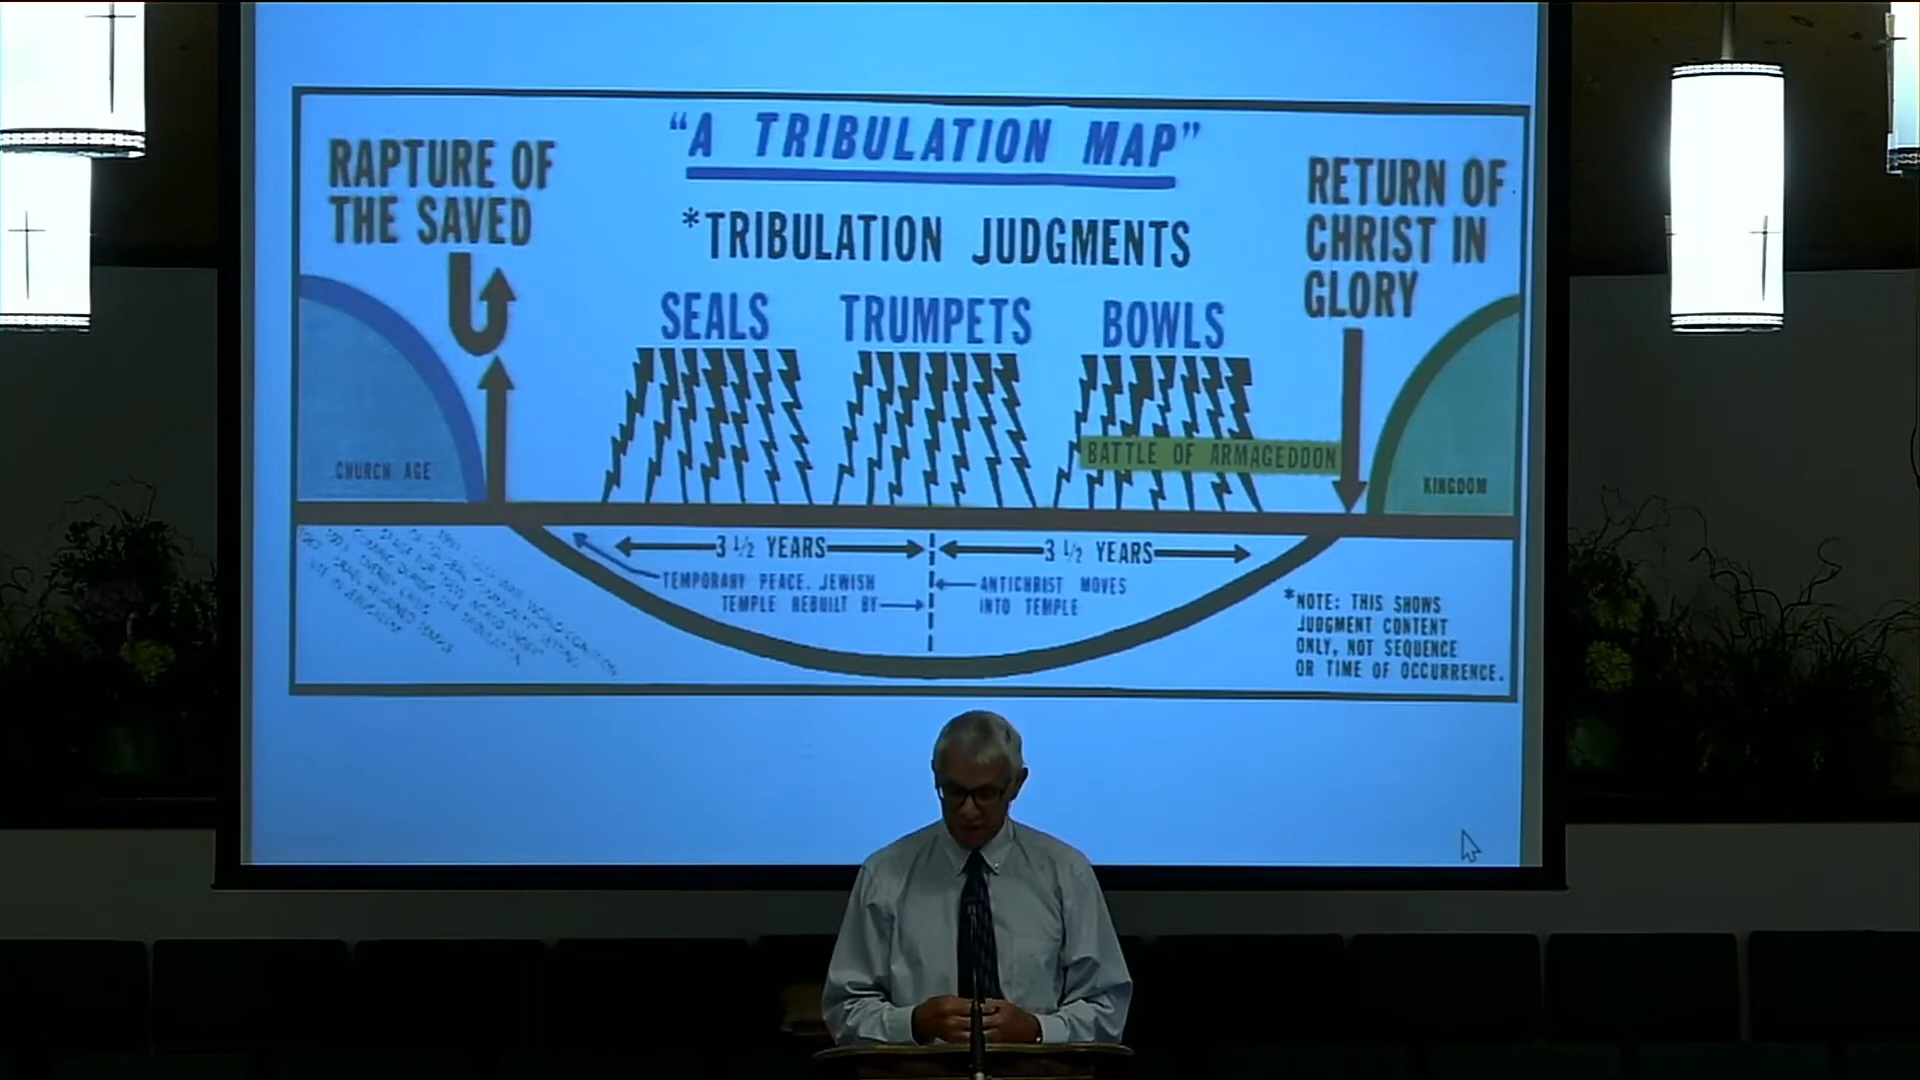 “A TRIBULATION MAP”
RAPTURE OF
THE SAVED
*TRIBULATION JUDGMENTS
RETURN OF
CHRIST IN
GLORY
SEALS TRUMPETS BOWLS
BATTLE OF ARMAGEDDON
CHURCH AGE
KINGDOM
3 1/2 YEARS
3 1/2 YEARS
TEMPORARY PEACE. JEWISH
TEMPLE REBUILT BY
ANTICHRIST MOVES
INTO TEMPLE
*NOTE: THIS SHOWS
JUDGMENT CONTENT
ONLY, NOT SEQUENCE
OR TIME OF OCCURRENCE.